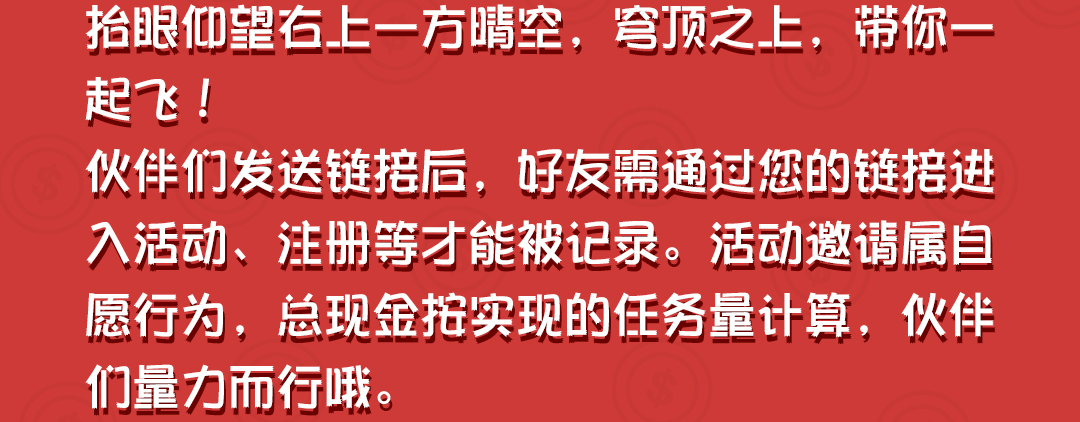 抬眼仰望右上一方晴空，穹顶之上，带你一
起飞！
伙伴们发送链接后，好友需通过您的链接进
入活动、注册等才能被记录。活动邀请属自
愿行为，总现金按实现的任务量计算，伙伴
们量力而行哦。